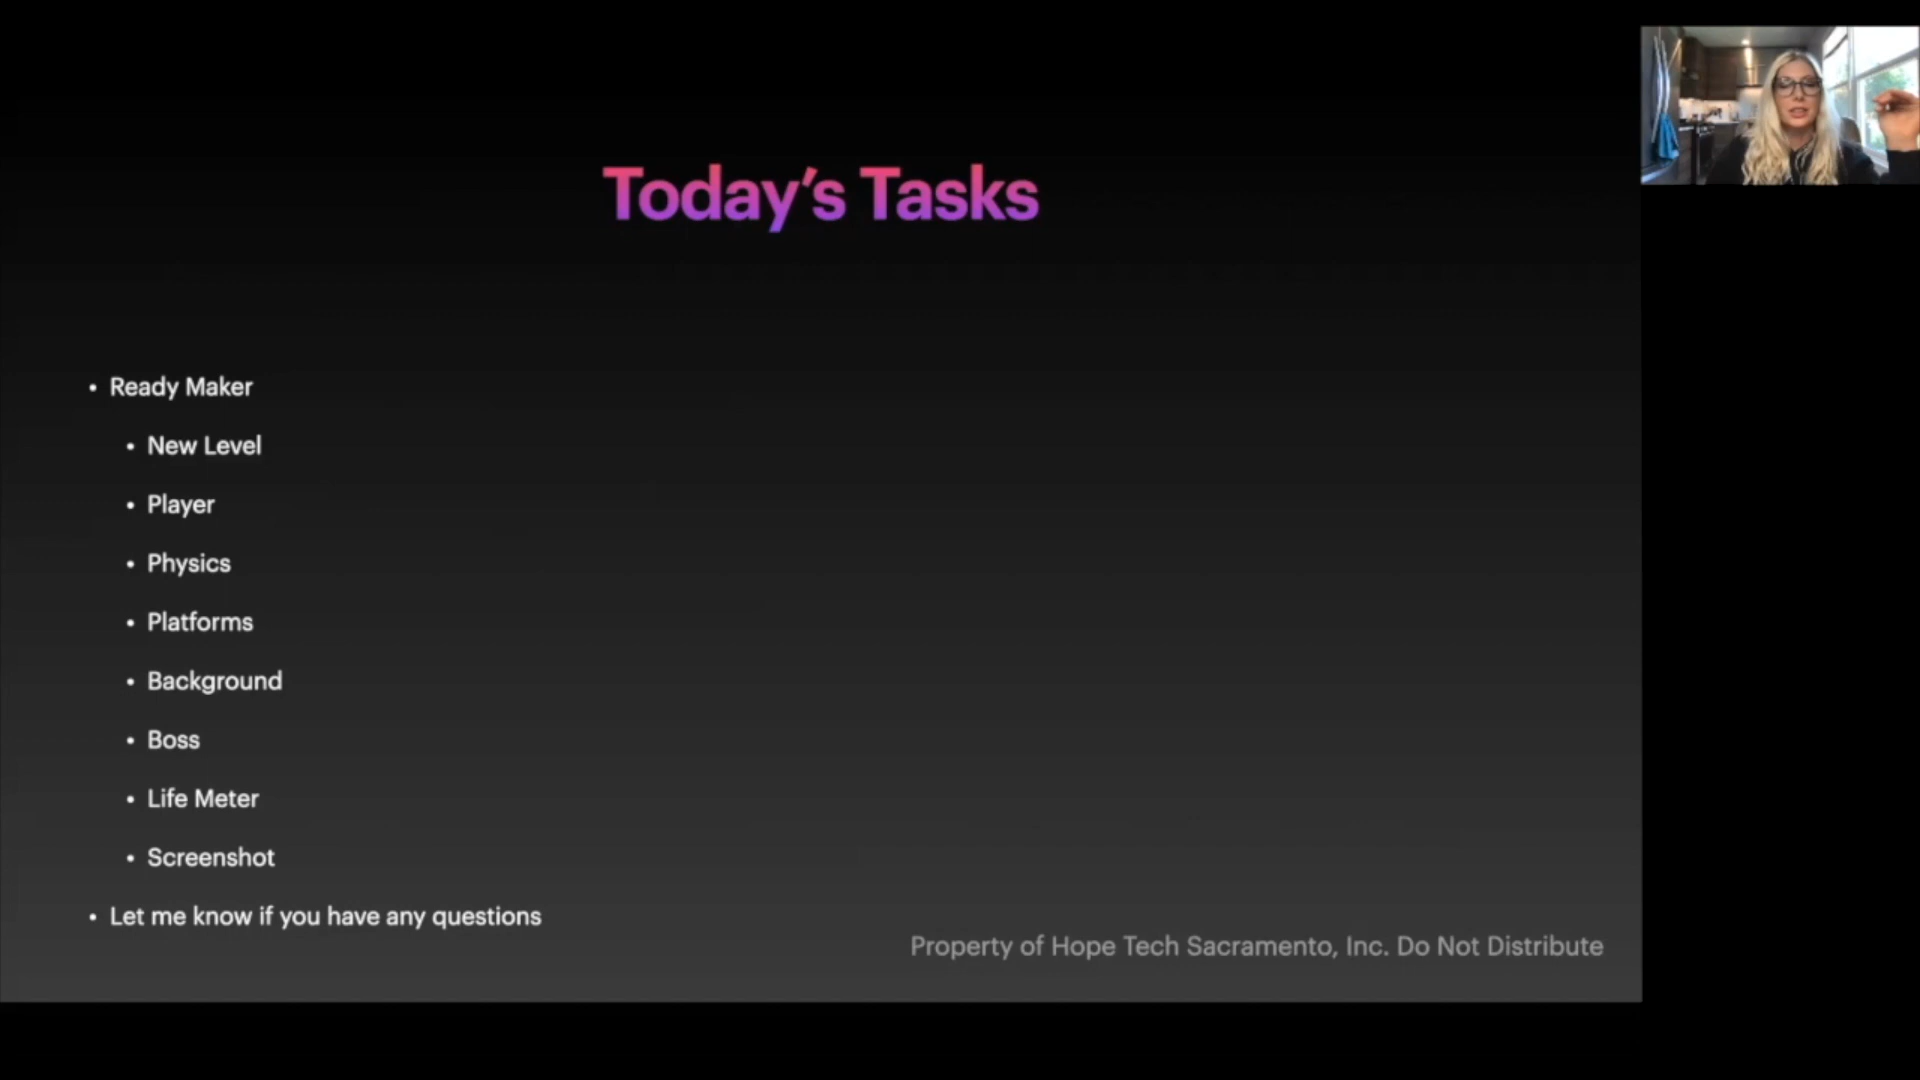 Today's Tasks
• Ready Maker
• New Level
• Player
• Physics
• Platforms
• Background
• Boss
• Life Meter
• Screenshot
• Let me know if you have any questions
Property of Hope Tech Sacramento, Inc. Do Not Distribute